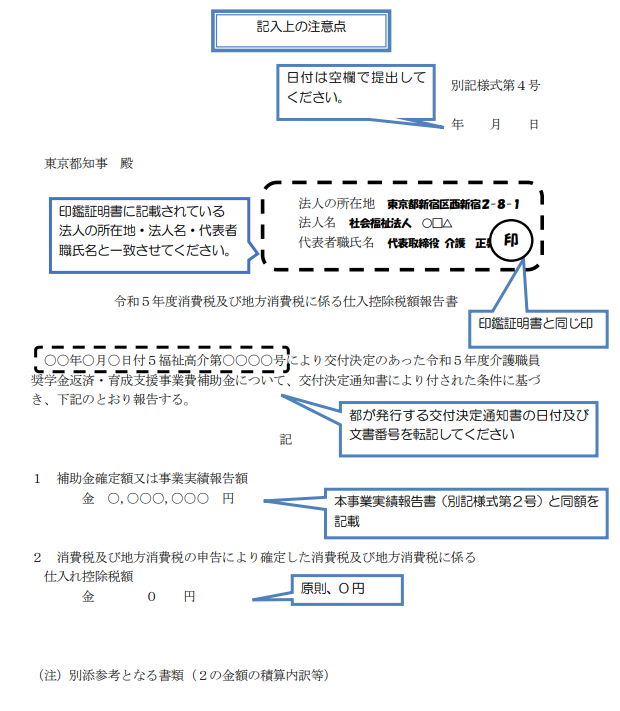 記入上の注意点
日付は空欄で提出して
ください。
別記様式第４号
年　　月　　日
東京都知事　殿
印鑑証明書に記載されている
法人の所在地・法人名・代表者
職氏名と一致させてください。
法人の所在地　東京都新宿区西新宿２-８-１
法人名　社会福祉法人　○□△
代表者職氏名　代表取締役 介護　正
印
令和５年度消費税及び地方消費税に係る仕入控除税額報告書
印鑑証明書と同じ印
○○年○月○日付５福祉高介第○○○○号により交付決定のあった令和５年度介護職員
奨学金返済・育成支援事業費補助金について、交付決定通知書により付された条件に基づ
き、下記のとおり報告する。
都が発行する交付決定通知書の日付及び
文書番号を転記してください
記
１　補助金確定額又は事業実績報告額
金　○,○○○,○○○　円
本事業実績報告書（別記様式第２号）と同額を
記載
２　消費税及び地方消費税の申告により確定した消費税及び地方消費税に係る
仕入れ控除税額
金　　　　０　　円
原則、０円
（注）別添参考となる書類（２の金額の積算内訳等）